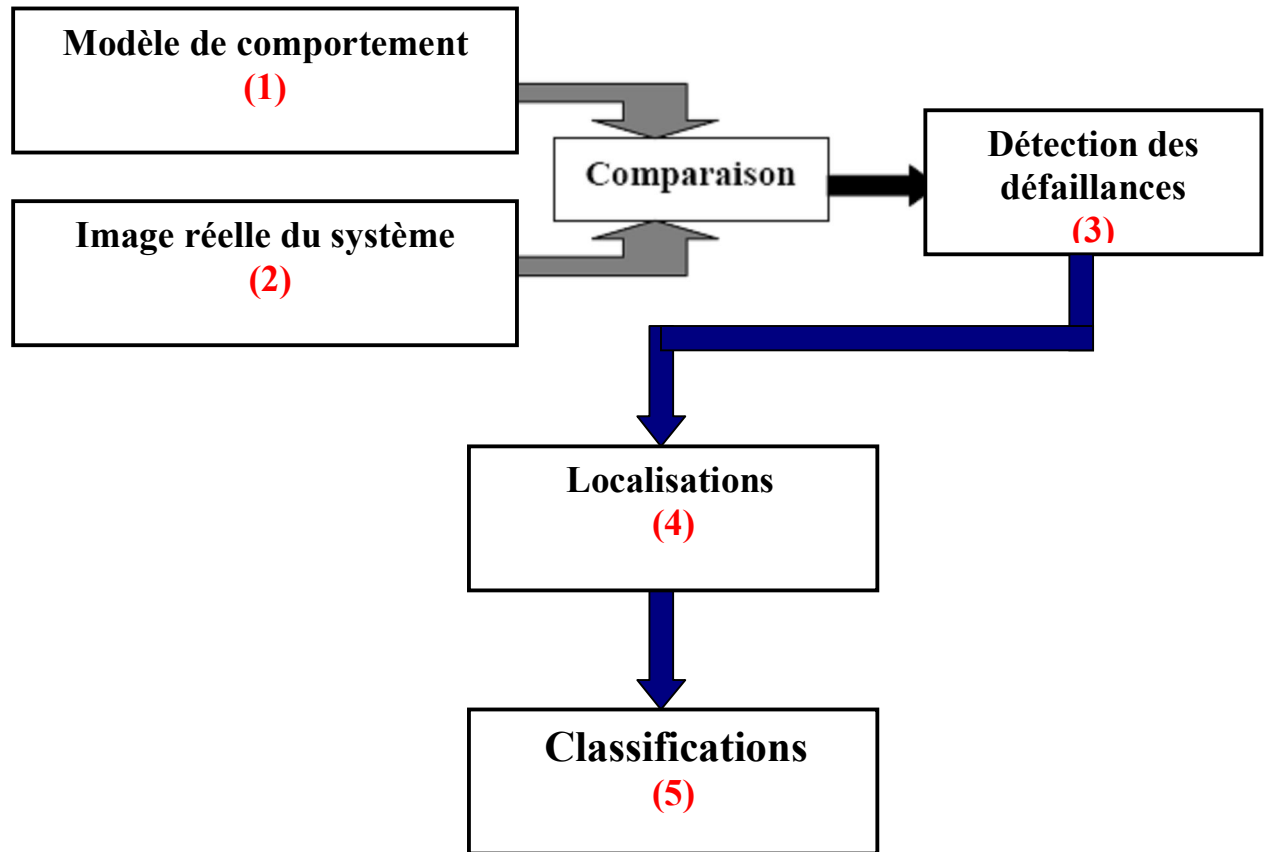 Modèle de comportement
(1)
Image réelle du système
(2)
Comparaison
Détection des
défaillances
(3)
Localisations
(4)
Classifications
(5)